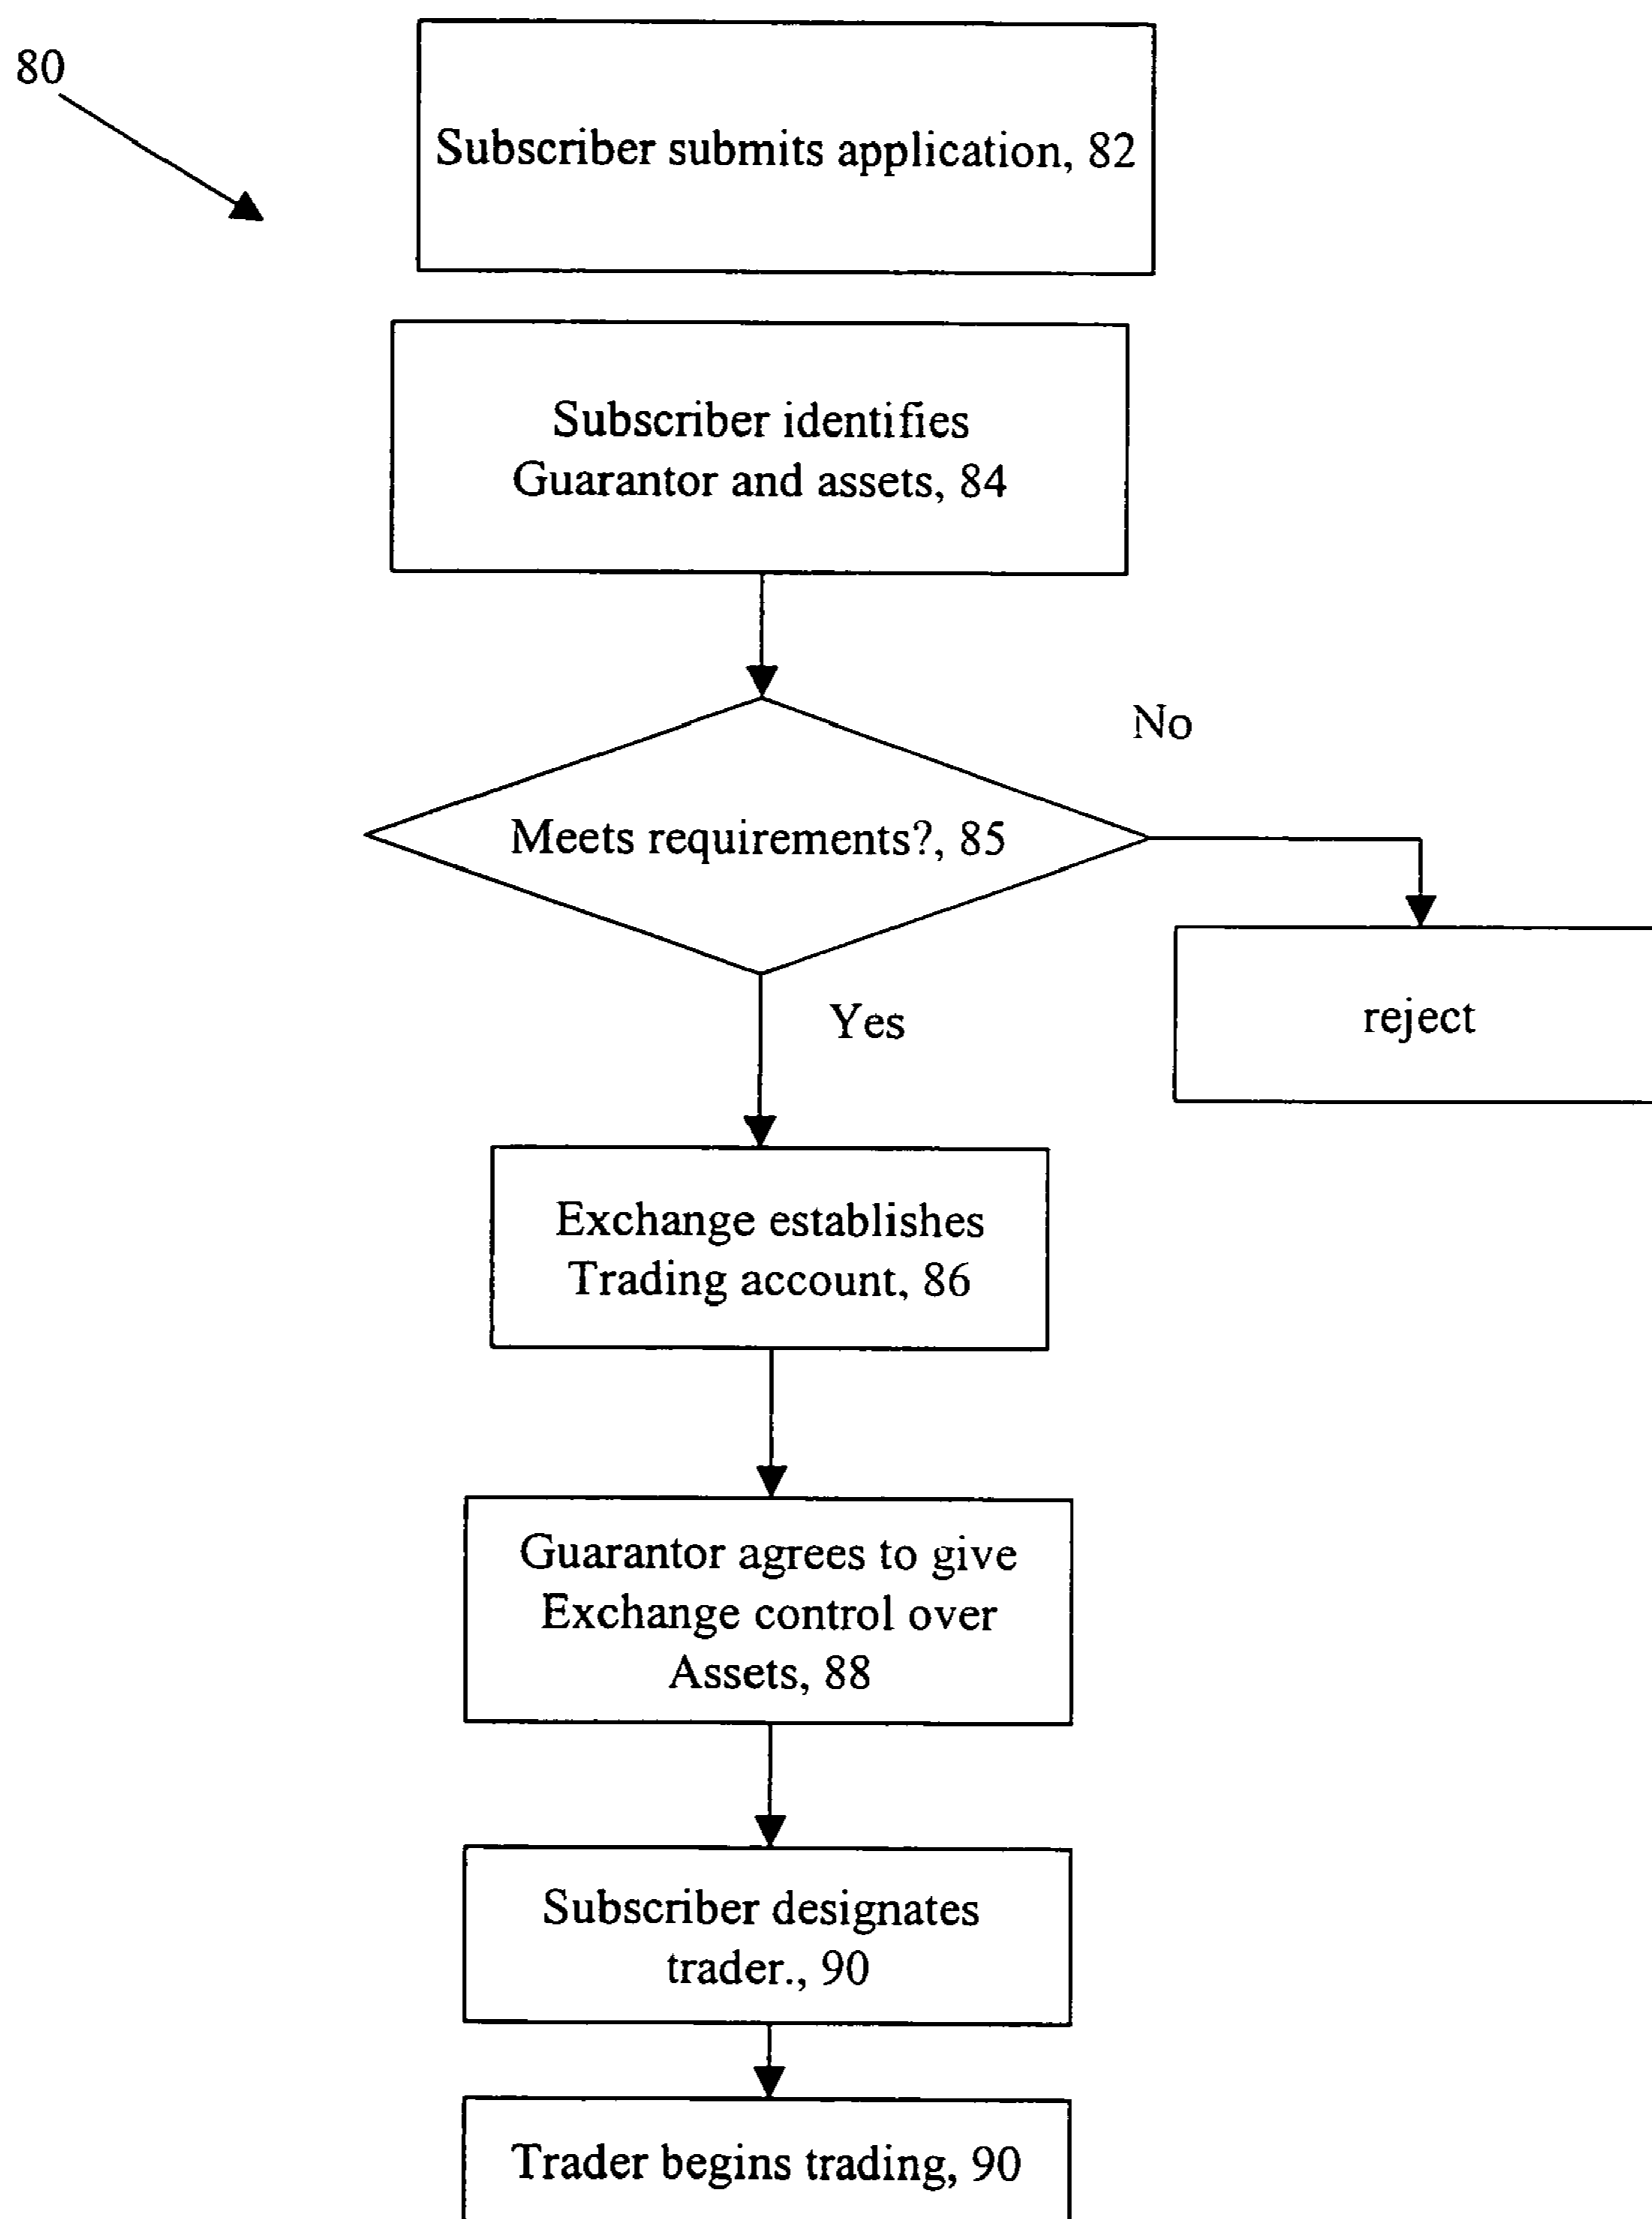 80
Subscriber submits application, 82
Subscriber identifies
Guarantor and assets, 84
No
Meets requirements?, 85
reject
Yes
Exchange establishes
Trading account, 86
Guarantor agrees to give
Exchange control over
Assets, 88
Subscriber designates
trader., 90
Trader begins trading, 90